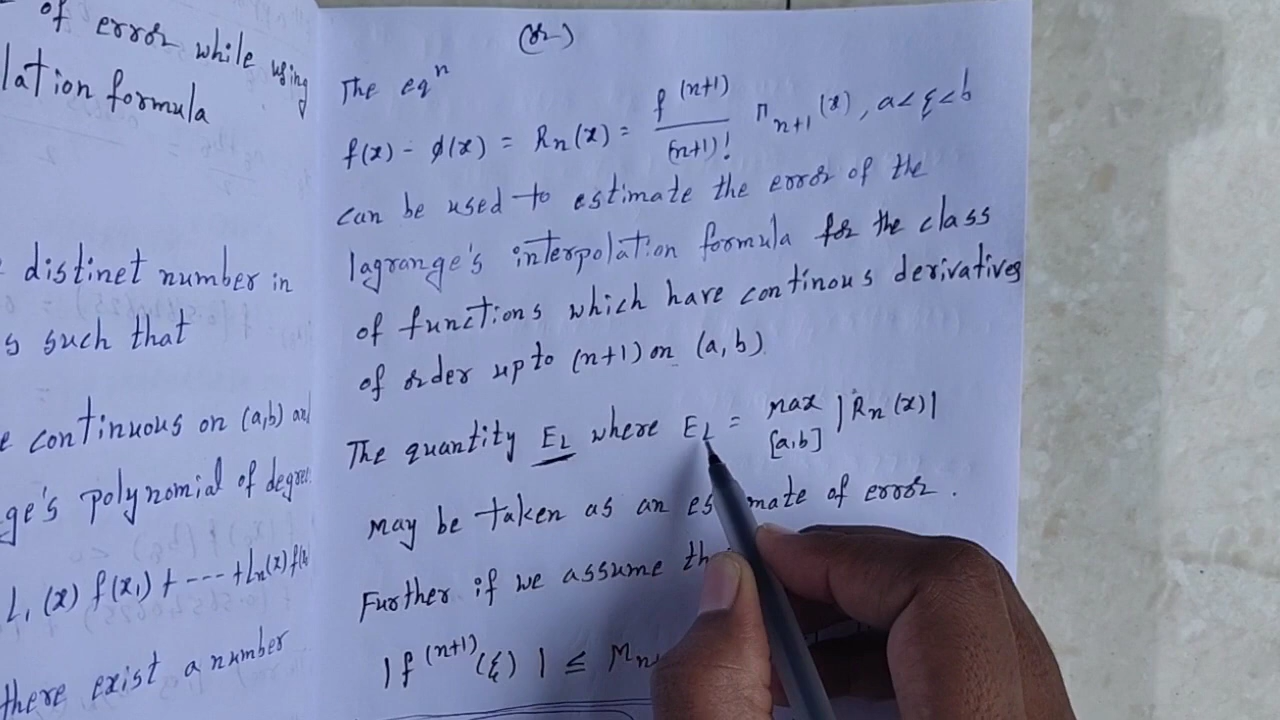 of error while using
lation formula
distinet number in
s such that
e continuous on (a,b) and
ge's polynomial of degree
L₁ (x) f(x₁) + ---- + Ln(x) f(
there exist a number
(or)
The eqⁿ
f(x) - φ(x) = Rn(x) = f^(n+1) / (n+1)! Π n+1 (x), a < ξ < b
can be used to estimate the error of the
lagrange's interpolation formula for the class
of functions which have continous derivatives
of order upto (n+1) on (a, b)
The quantity EL where EL = max [a,b] |Rn(x)|
may be taken as an es mate of error.
Further if we assume th
|f^(n+1) (ξ)| ≤ Mn